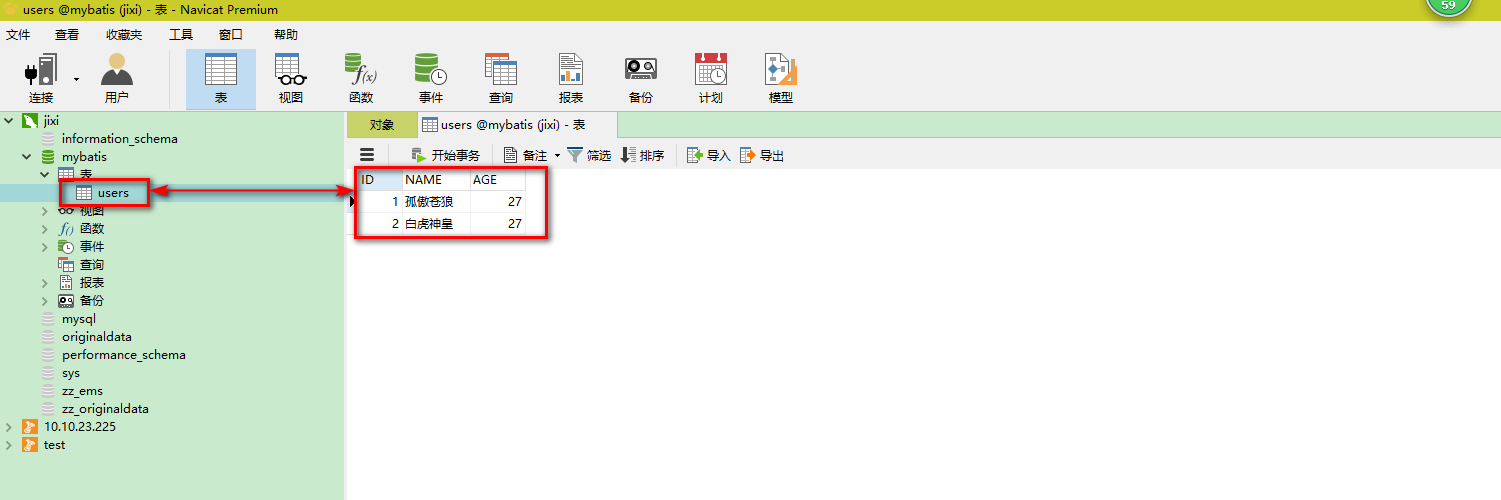 users @mybatis (jixi) - 表 - Navicat Premium
59
文件 查看 收藏夹 工具 窗口 帮助
连接 用户 表 视图 函数 事件 查询 报表 备份 计划 模型
f(x)
jixi
information_schema
mybatis
表
users
视图
f() 函数
事件
查询
报表
备份
mysql
originaldata
performance_schema
sys
zz_ems
zz_originaldata
10.10.23.225
test
对象 users @mybatis (jixi) - 表
开始事务 备注 筛选 排序 导入 导出
ID NAME AGE
1 孤傲苍狼 27
2 白虎神皇 27